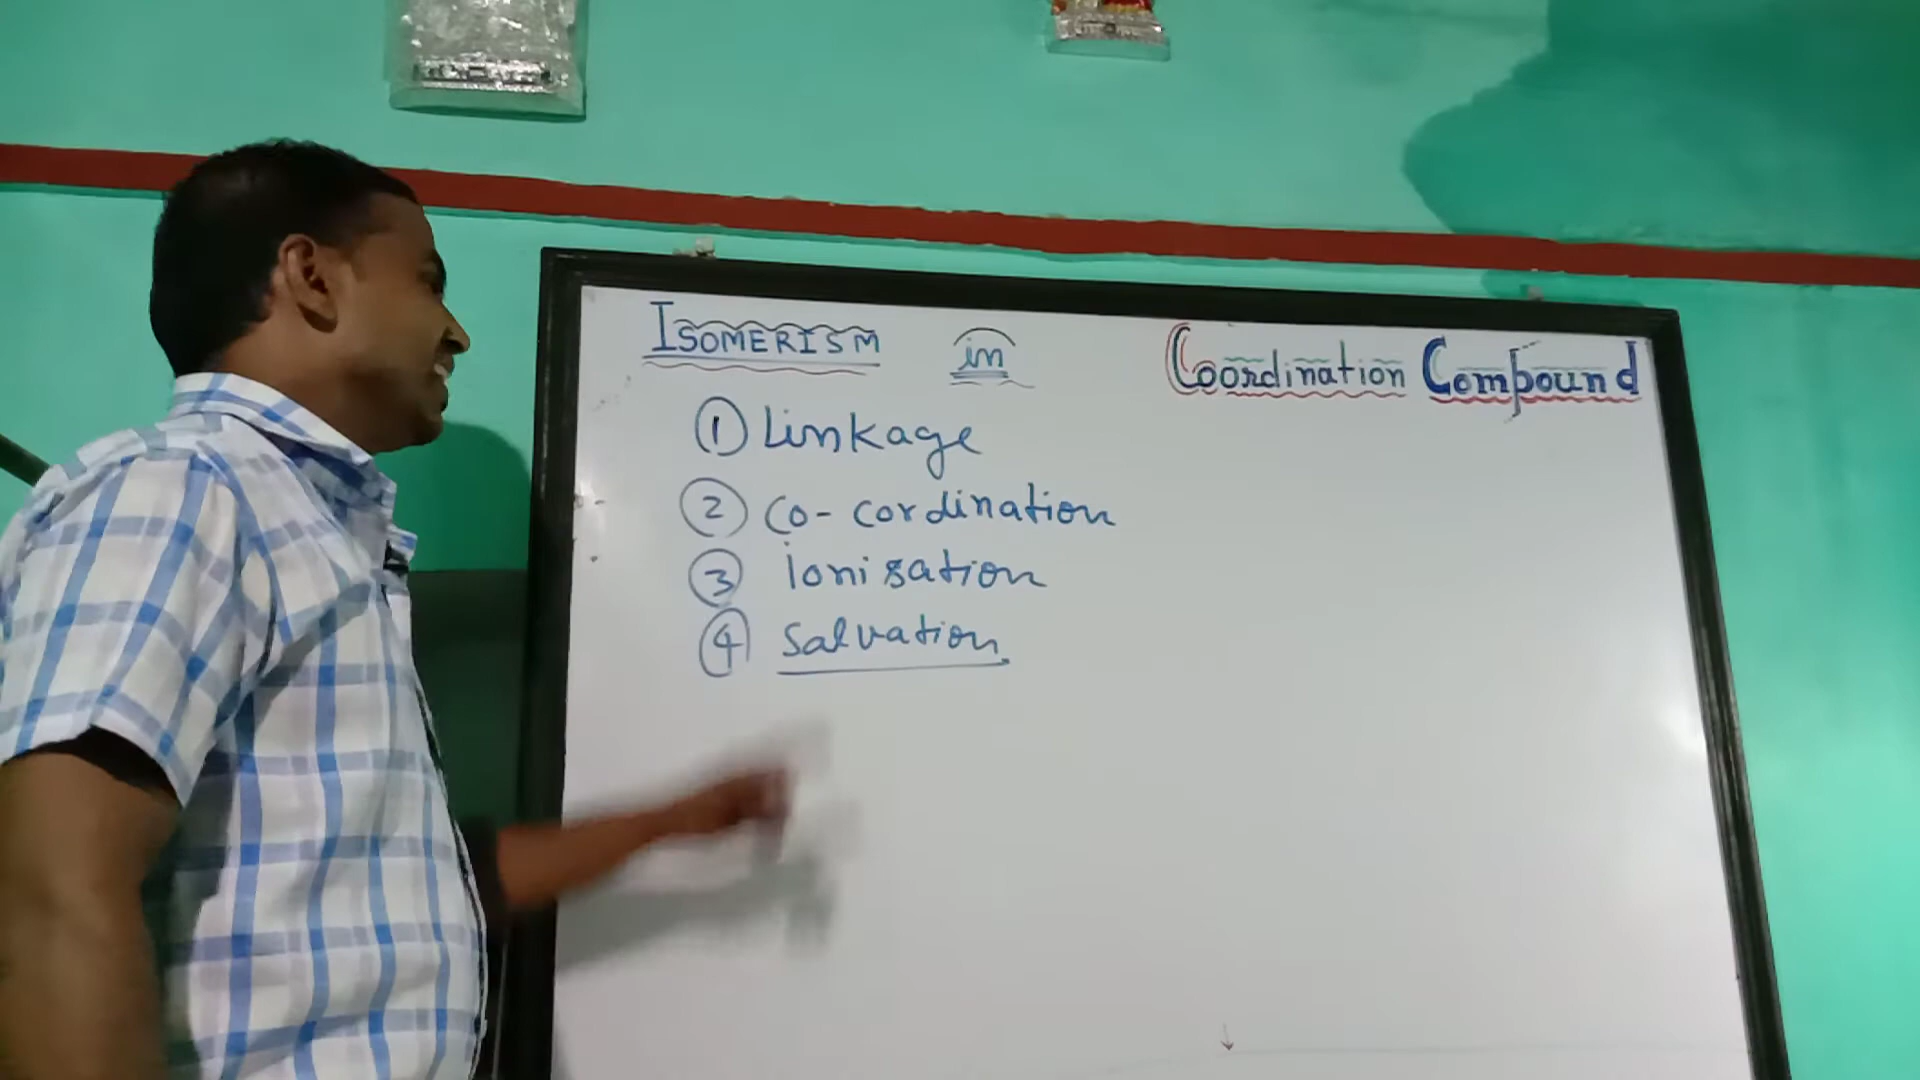 ISOMERISM in Coordination Compound
① Linkage
② Co-cordination
③ Ionisation
④ Salvation